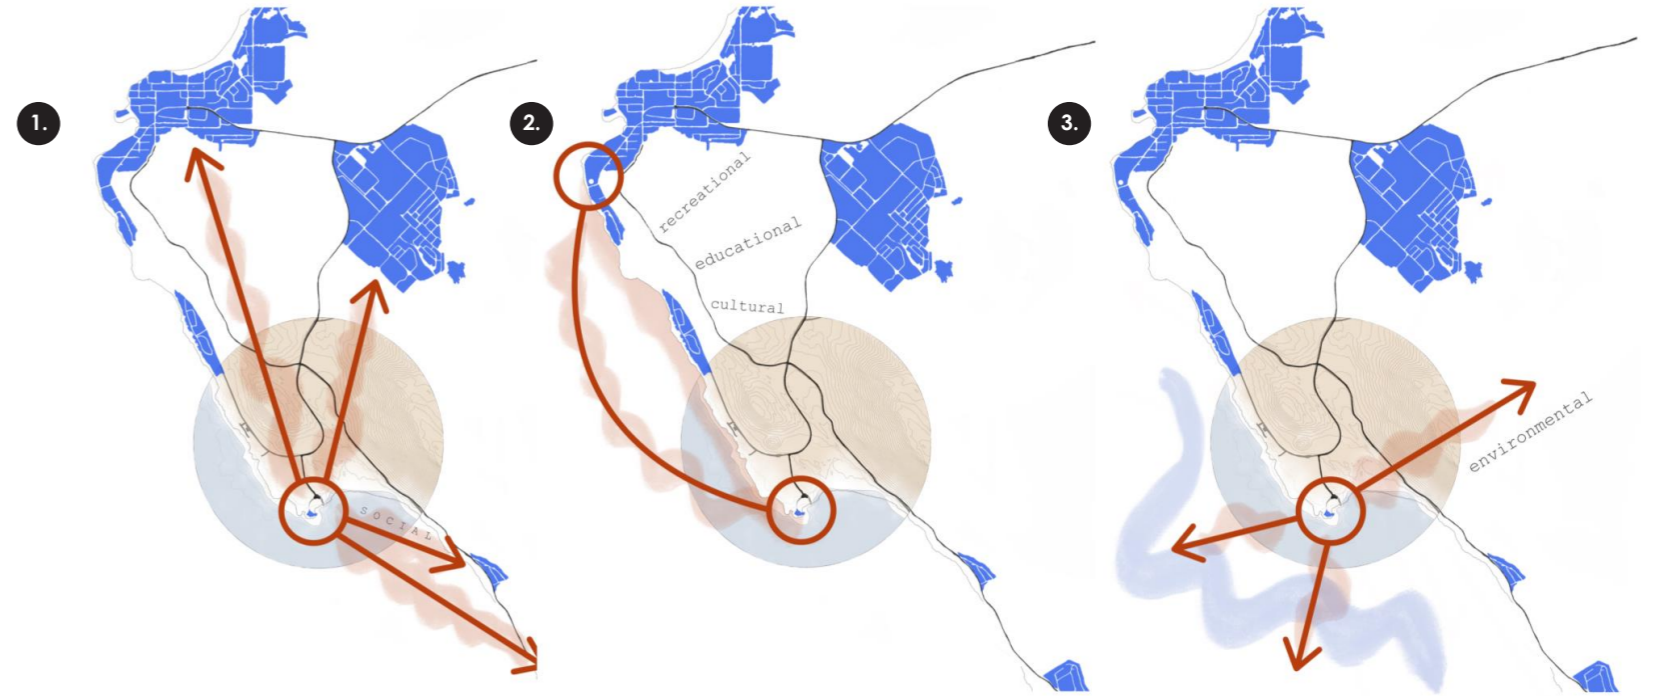 1.
SOCIAL
2.
recreational
educational
cultural
3.
environmental